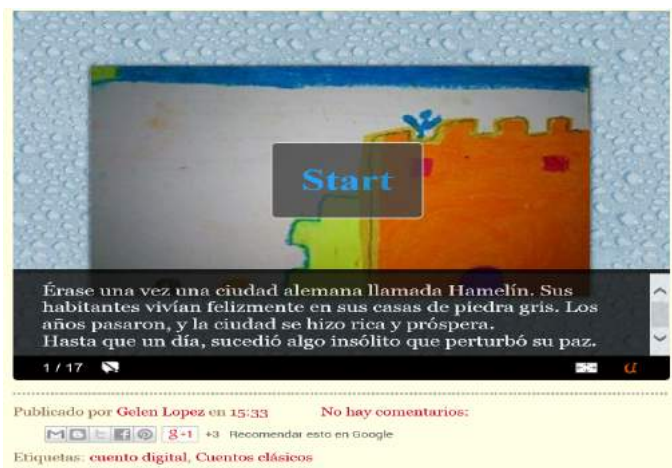 Start
Érase una vez una ciudad alemana llamada Hamelín. Sus
habitantes vivían felizmente en sus casas de piedra gris. Los
años pasaron, y la ciudad se hizo rica y próspera.
Hasta que un día, sucedió algo insólito que perturbó su paz.
1 / 17
a
Publicado por Gelen Lopez en 15:33 No hay comentarios:
g+1 +3 Recomendar esto en Google
Etiquetas: cuento digital, Cuentos clásicos